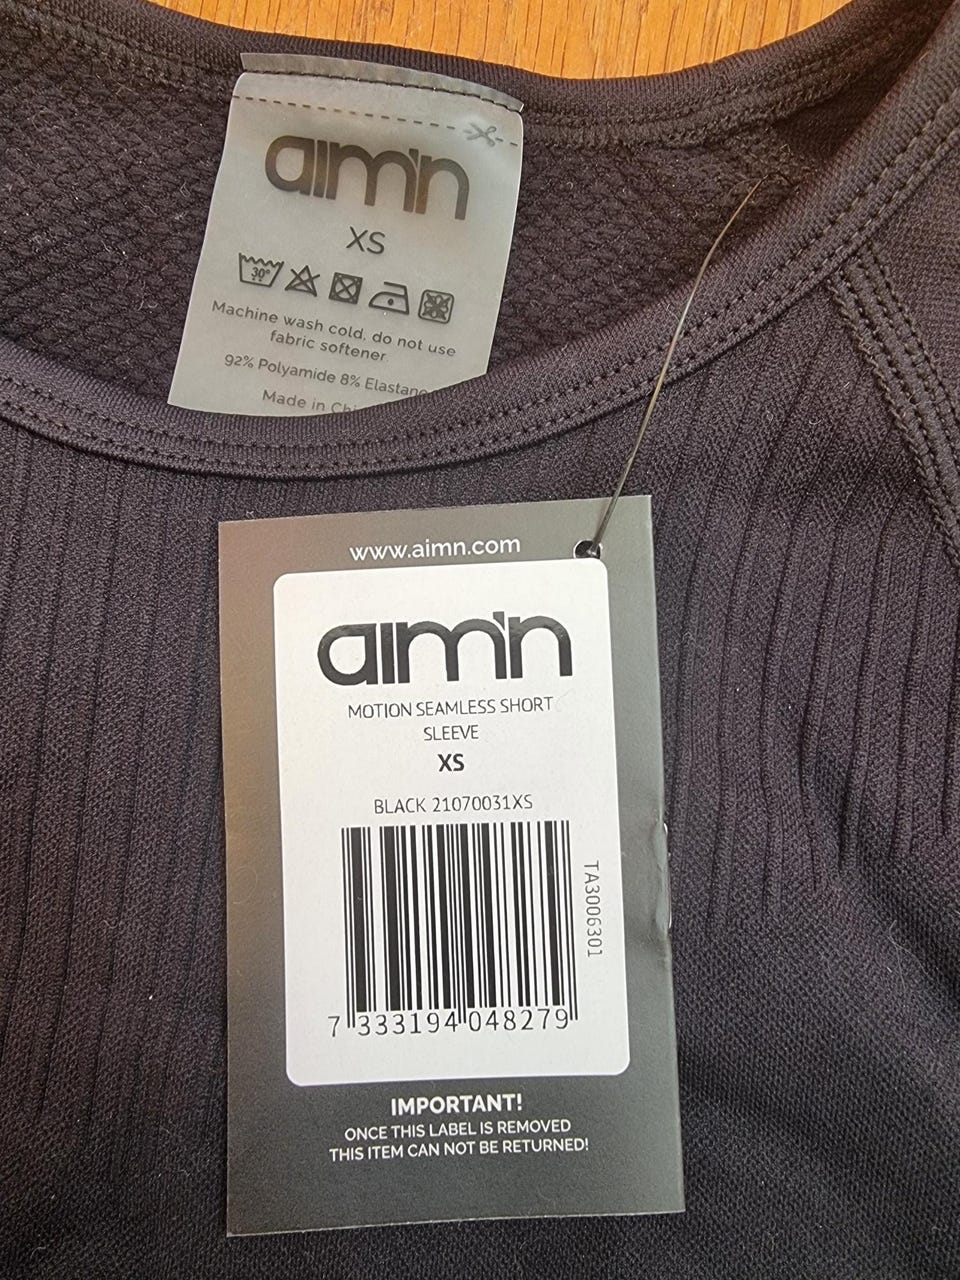 aim'n
XS
30°
Machine wash cold, do not use
fabric softener.
92% Polyamide 8% Elastane
Made in
www.aimn.com
aim'n
MOTION SEAMLESS SHORT
SLEEVE
XS
BLACK 21070031XS
TA3006301
7 333194 048279
IMPORTANT!
ONCE THIS LABEL IS REMOVED
THIS ITEM CAN NOT BE RETURNED!